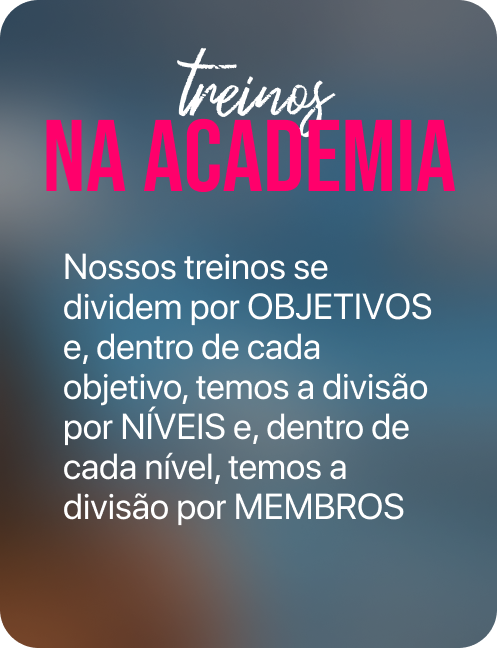 treinos
NA ACADEMIA
Nossos treinos se
dividem por OBJETIVOS
e, dentro de cada
objetivo, temos a divisão
por NÍVEIS e, dentro de
cada nível, temos a
divisão por MEMBROS